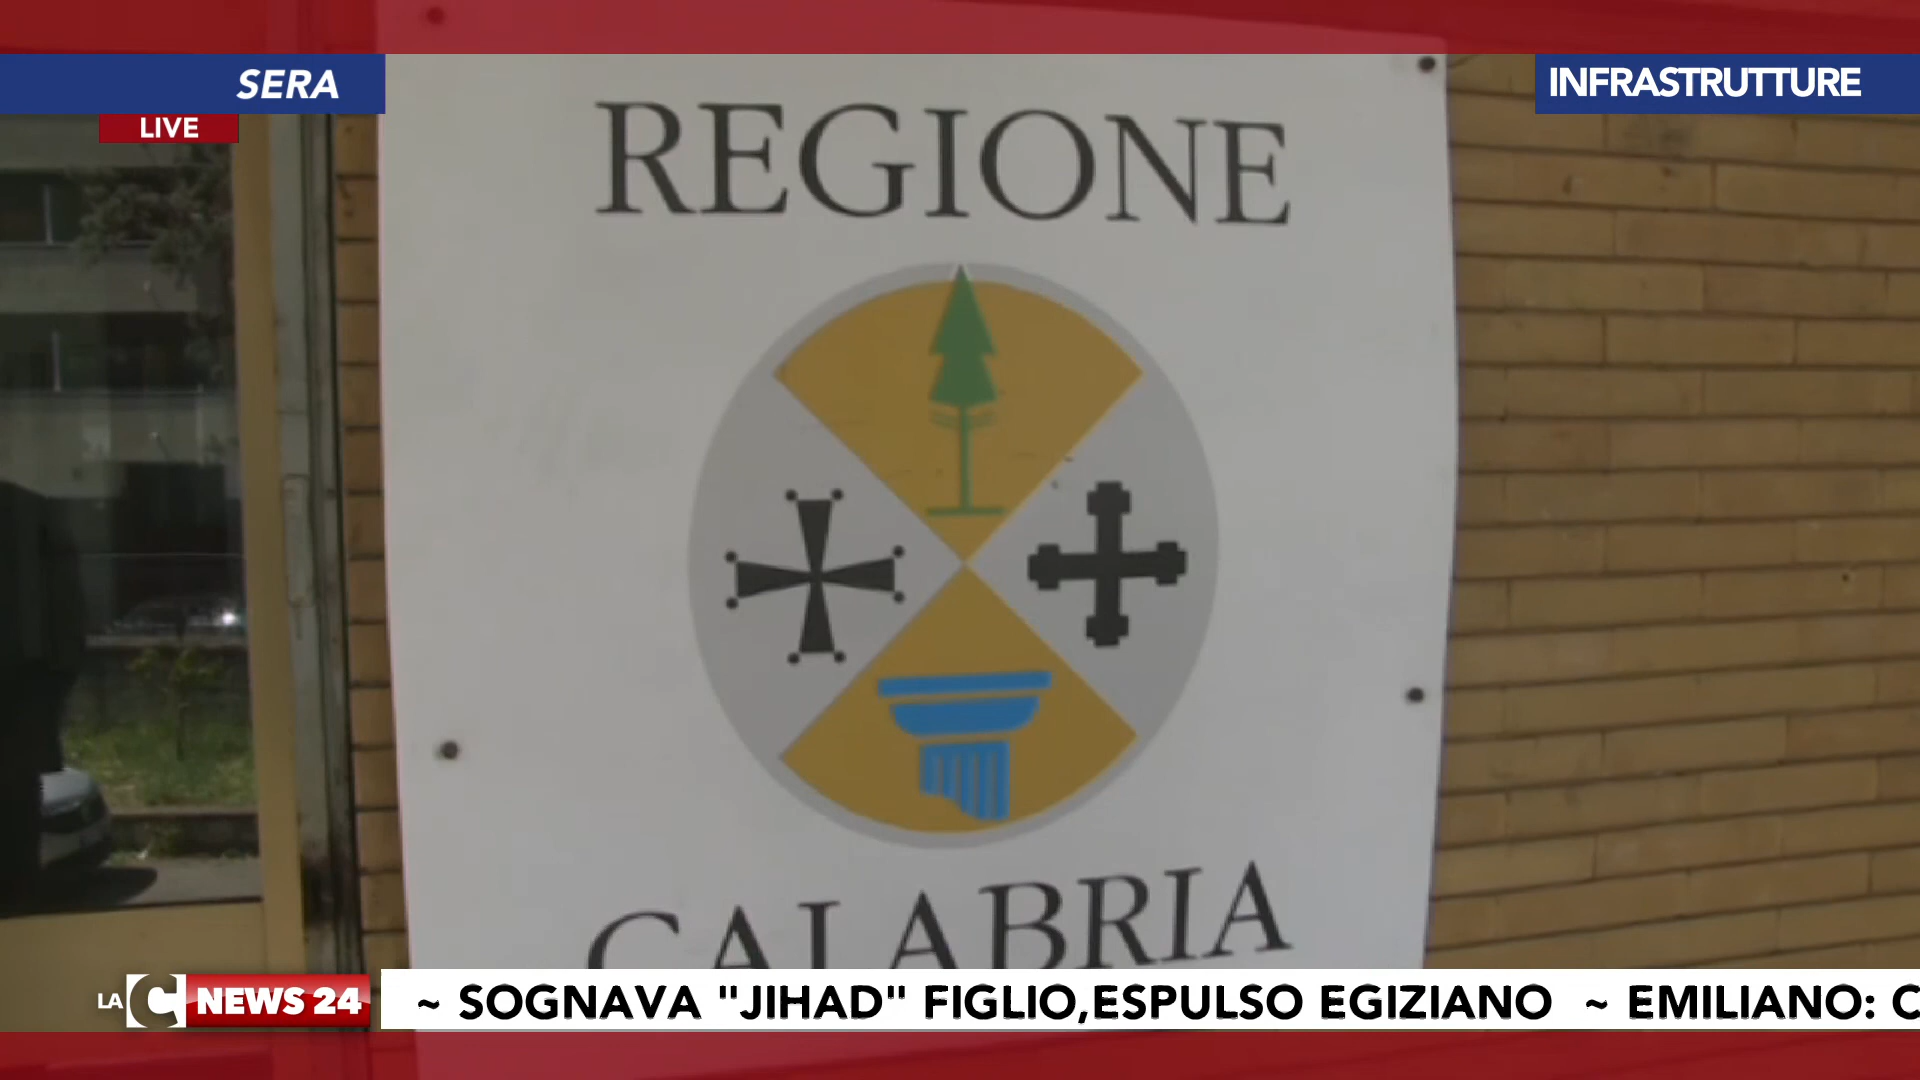 SERA
INFRASTRUTTURE
LIVE
REGIONE
CALABRIA
LA C NEWS 24
~ SOGNAVA "JIHAD" FIGLIO,ESPULSO EGIZIANO ~ EMILIANO: C